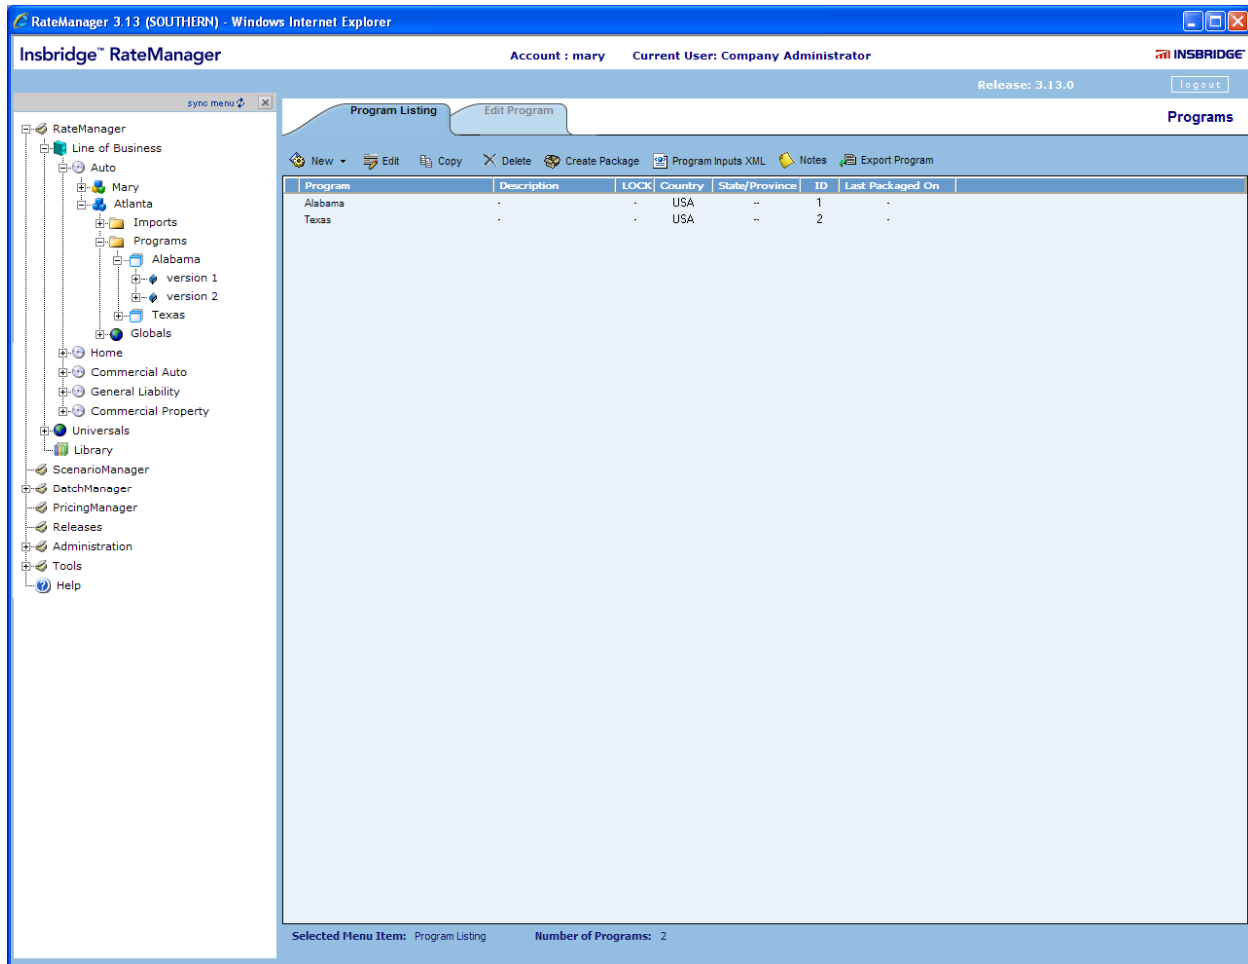 RateManager 3.13 (SOUTHERN) - Windows Internet Explorer
Insbridge™ RateManager Account : mary Current User: Company Administrator INSBRIDGE
Release: 3.13.0 logout
sync menu
Program Listing Edit Program Programs
New Edit Copy Delete Create Package Program Inputs XML Notes Export Program
Program Description LOCK Country State/Province ID Last Packaged On
Alabama - - USA -- 1 -
Texas - - USA -- 2 -
RateManager
Line of Business
Auto
Mary
Atlanta
Imports
Programs
Alabama
version 1
version 2
Texas
Globals
Home
Commercial Auto
General Liability
Commercial Property
Universals
Library
ScenarioManager
BatchManager
PricingManager
Releases
Administration
Tools
Help
Selected Menu Item: Program Listing Number of Programs: 2